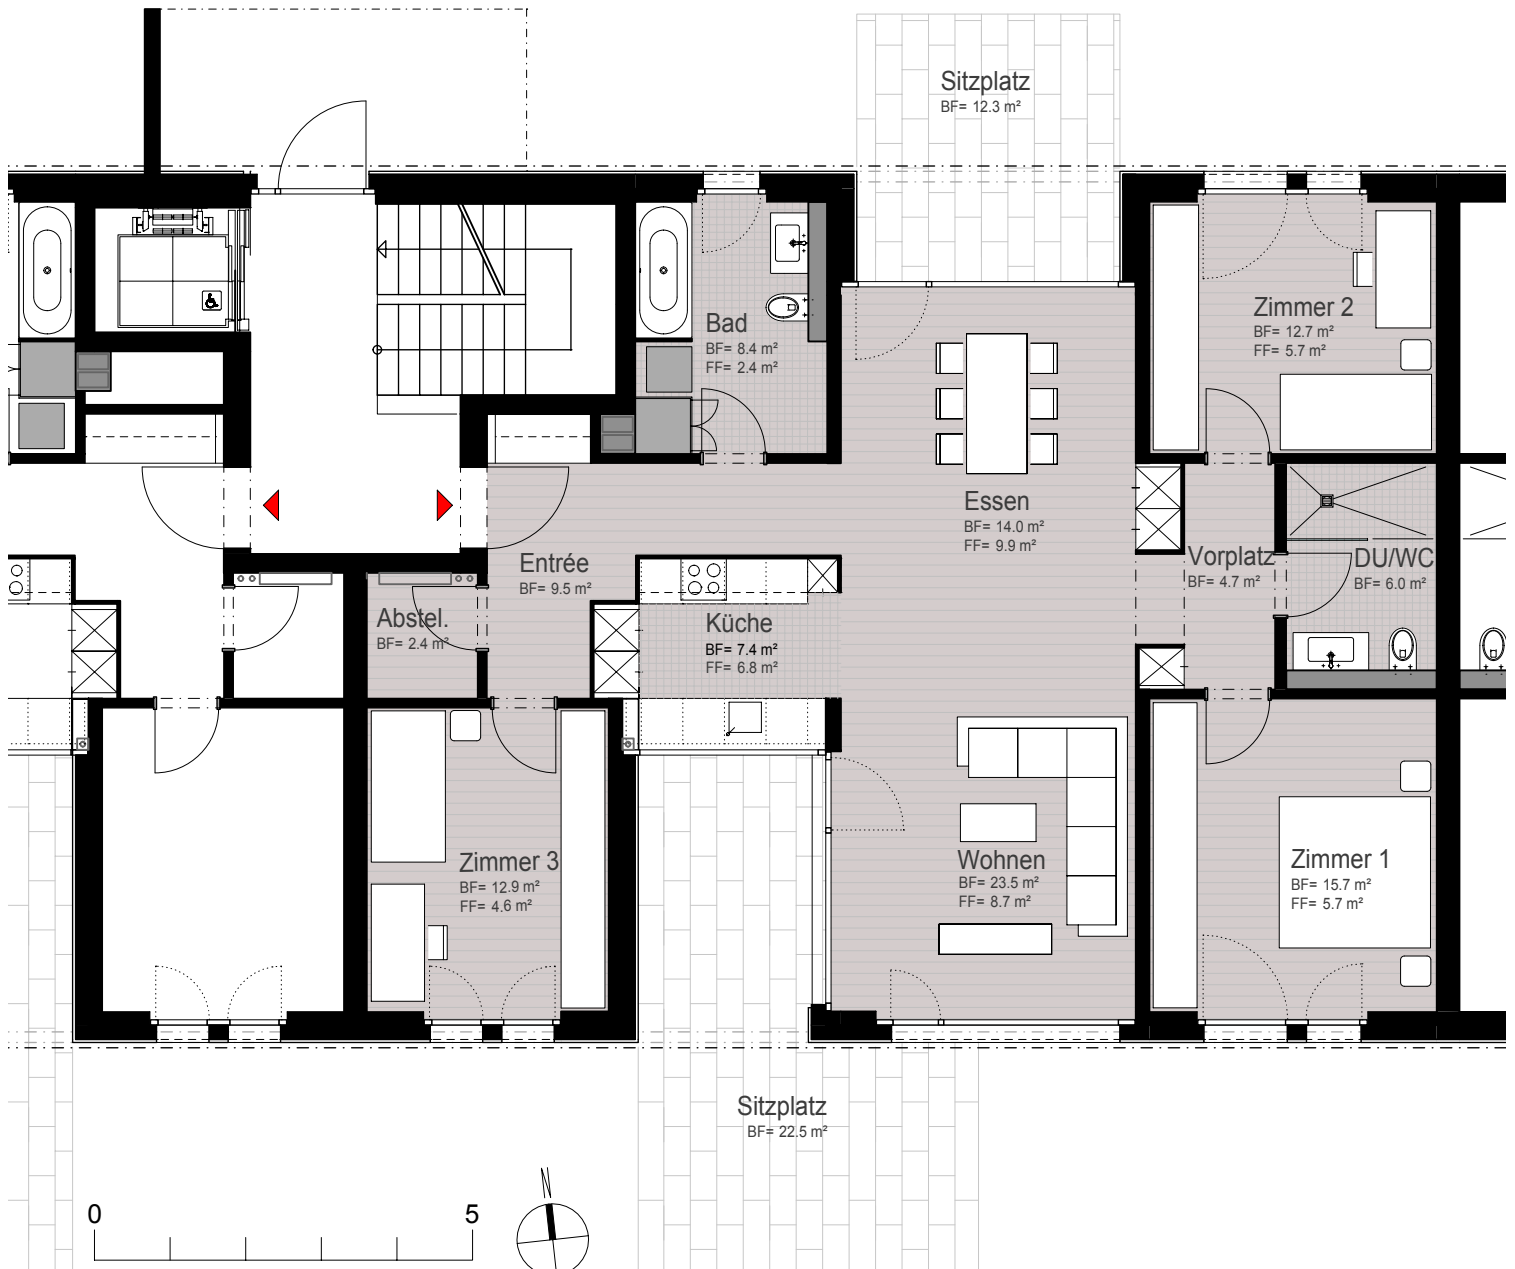 Sitzplatz
BF= 12.3 m²
Zimmer 2
BF= 12.7 m²
FF= 5.7 m²
Bad
BF= 8.4 m²
FF= 2.4 m²
Essen
BF= 14.0 m²
FF= 9.9 m²
Entrée
BF= 9.5 m²
Vorplatz
BF= 4.7 m²
DU/WC
BF= 6.0 m²
Abstel.
BF= 2.4 m²
Küche
BF= 7.4 m²
FF= 6.8 m²
Zimmer 3
BF= 12.9 m²
FF= 4.6 m²
Wohnen
BF= 23.5 m²
FF= 8.7 m²
Zimmer 1
BF= 15.7 m²
FF= 5.7 m²
Sitzplatz
BF= 22.5 m²
N
0 5